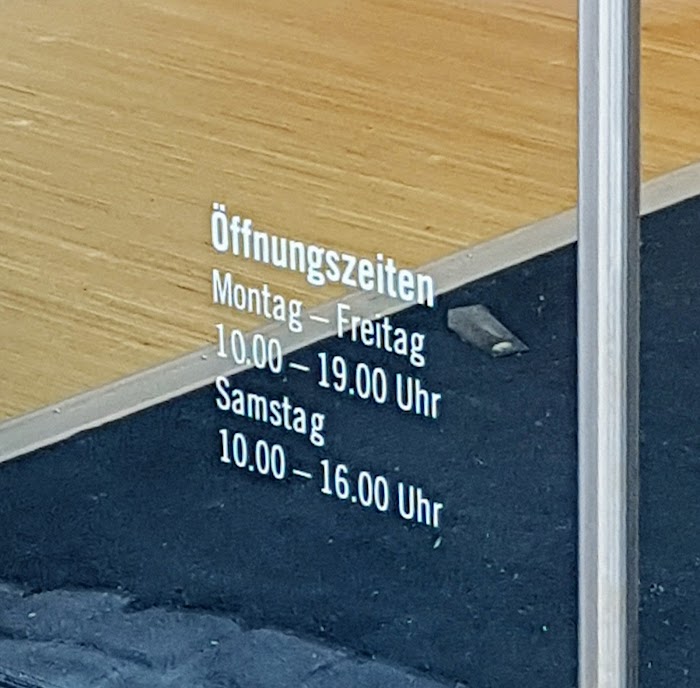 Öffnungszeiten
Montag – Freitag
10.00 – 19.00 Uhr
Samstag
10.00 – 16.00 Uhr